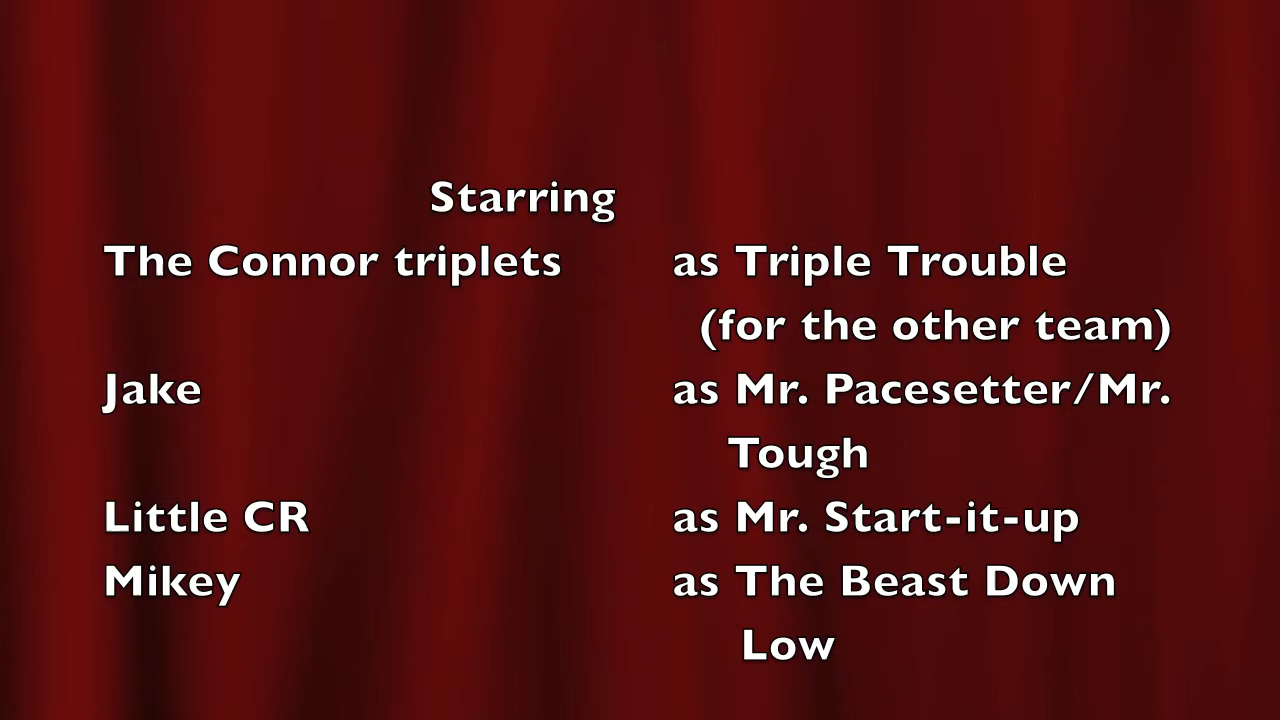 Starring
The Connor triplets as Triple Trouble
(for the other team)
Jake as Mr. Pacesetter/Mr.
Tough
Little CR as Mr. Start-it-up
Mikey as The Beast Down
Low